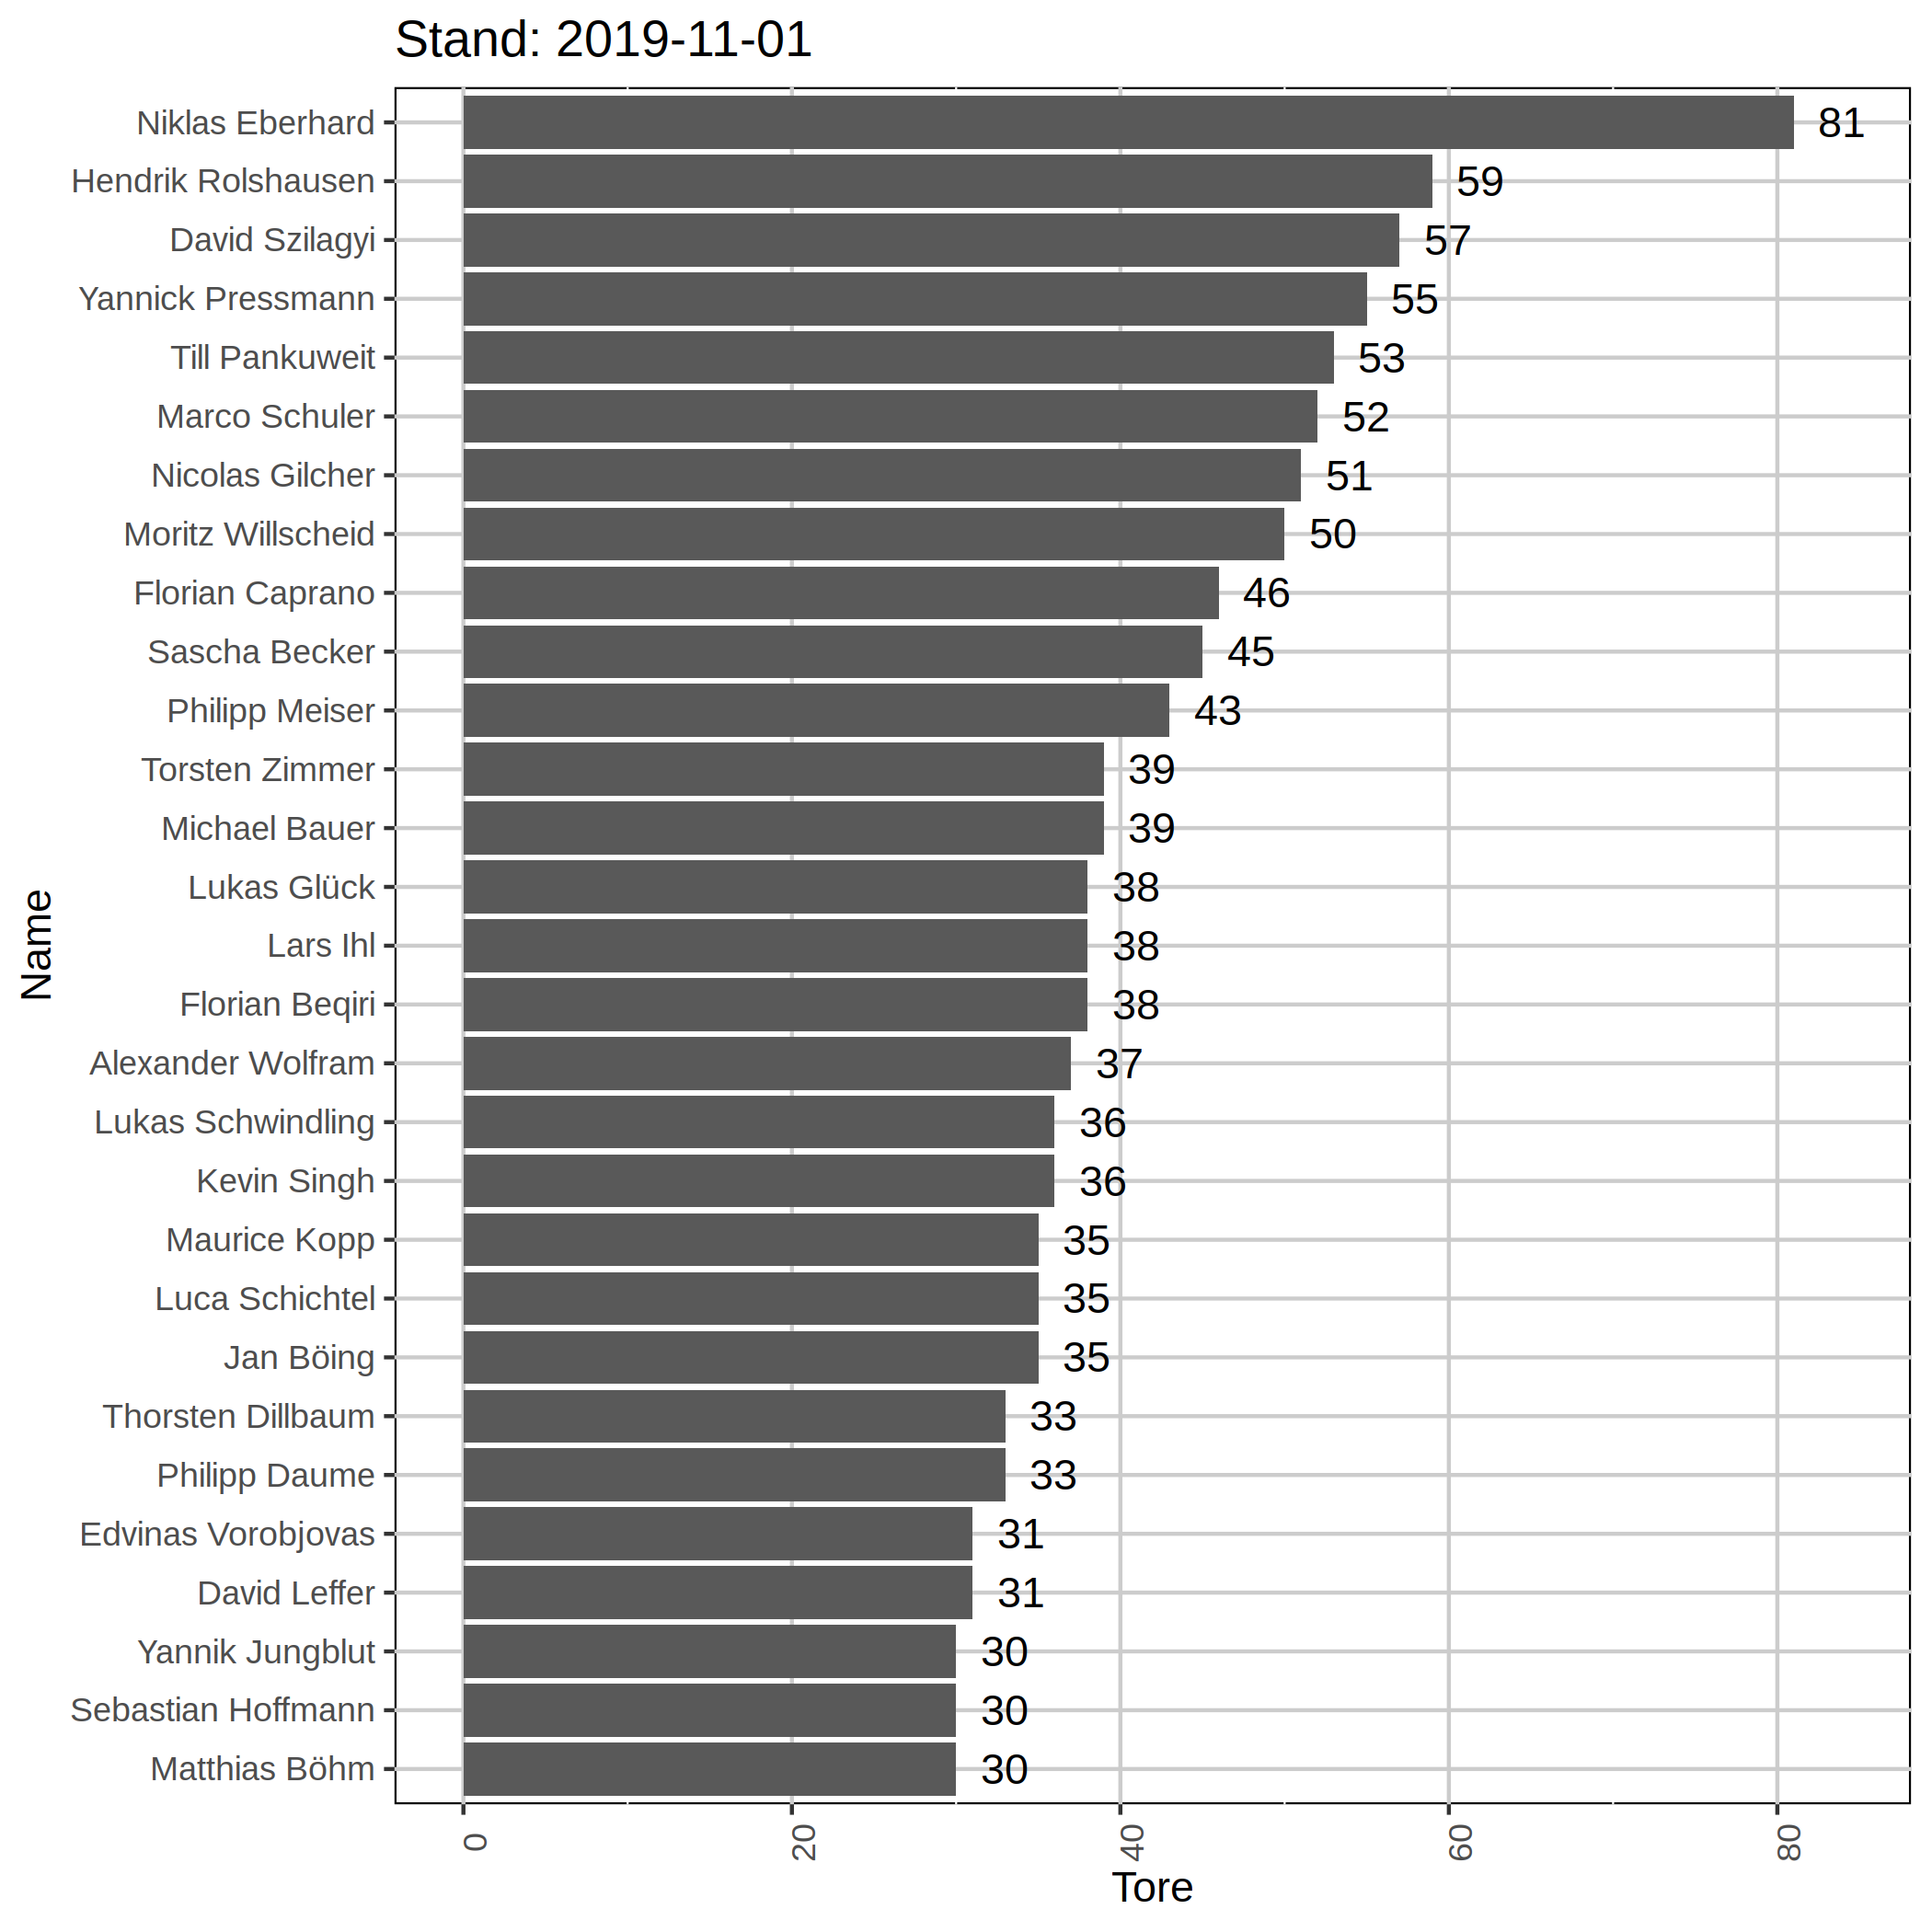 Stand: 2019-11-01
Niklas Eberhard 81
Hendrik Rolshausen 59
David Szilagyi 57
Yannick Pressmann 55
Till Pankuweit 53
Marco Schuler 52
Nicolas Gilcher 51
Moritz Willscheid 50
Florian Caprano 46
Sascha Becker 45
Philipp Meiser 43
Torsten Zimmer 39
Michael Bauer 39
Lukas Glück 38
Lars Ihl 38
Florian Beqiri 38
Alexander Wolfram 37
Lukas Schwindling 36
Kevin Singh 36
Maurice Kopp 35
Luca Schichtel 35
Jan Böing 35
Thorsten Dillbaum 33
Philipp Daume 33
Edvinas Vorobjovas 31
David Leffer 31
Yannik Jungblut 30
Sebastian Hoffmann 30
Matthias Böhm 30
Name
0 20 40 60 80
Tore